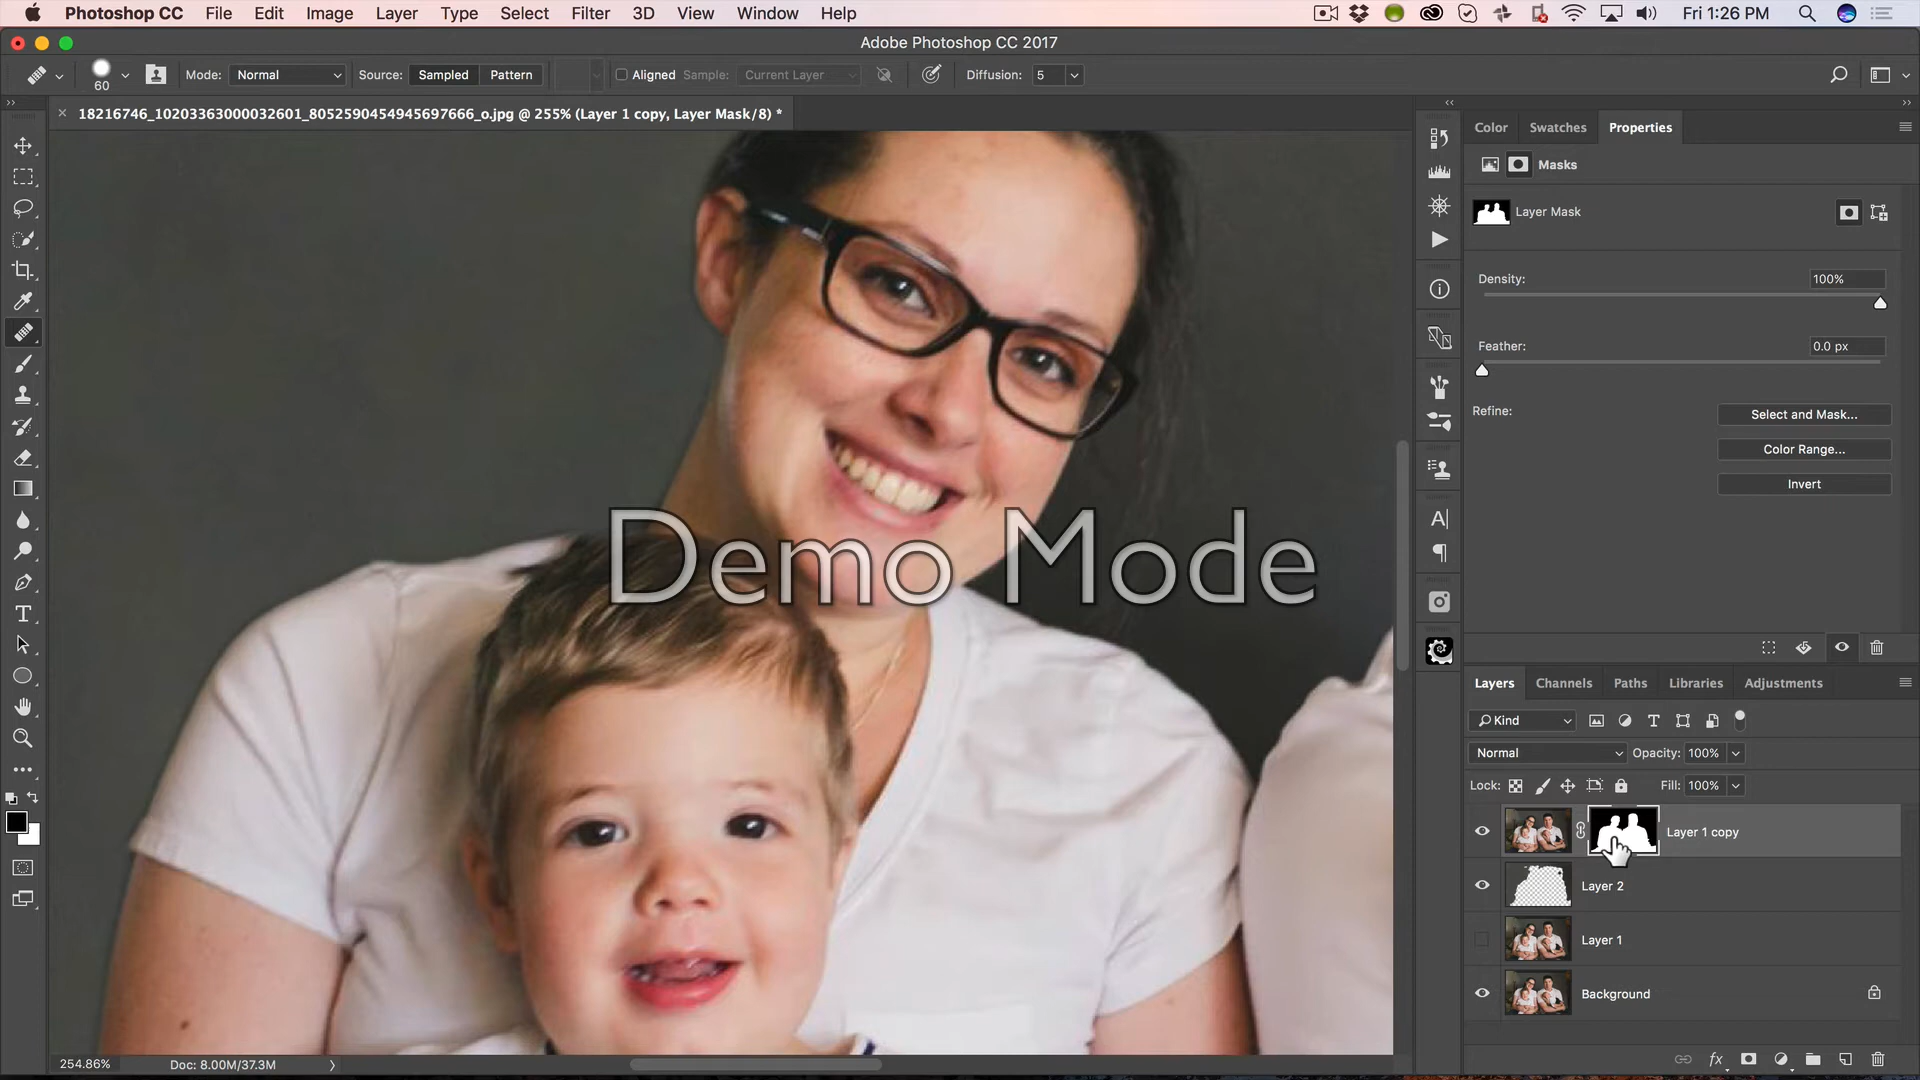 Photoshop CC File Edit Image Layer Type Select Filter 3D View Window Help Fri 1:26 PM
Adobe Photoshop CC 2017
60 Mode: Normal Source: Sampled Pattern Aligned Sample: Current Layer Diffusion: 5
18216746_10203363000032601_8052590454945697666_o.jpg @ 255% (Layer 1 copy, Layer Mask/8) *
Color Swatches Properties
Masks
Layer Mask
Density: 100%
Feather: 0.0 px
Refine: Select and Mask...
Color Range...
Invert
Demo Mode
Layers Channels Paths Libraries Adjustments
Kind
Normal Opacity: 100%
Lock: Fill: 100%
Layer 1 copy
Layer 2
Layer 1
Background
254.86% Doc: 8.00M/37.3M